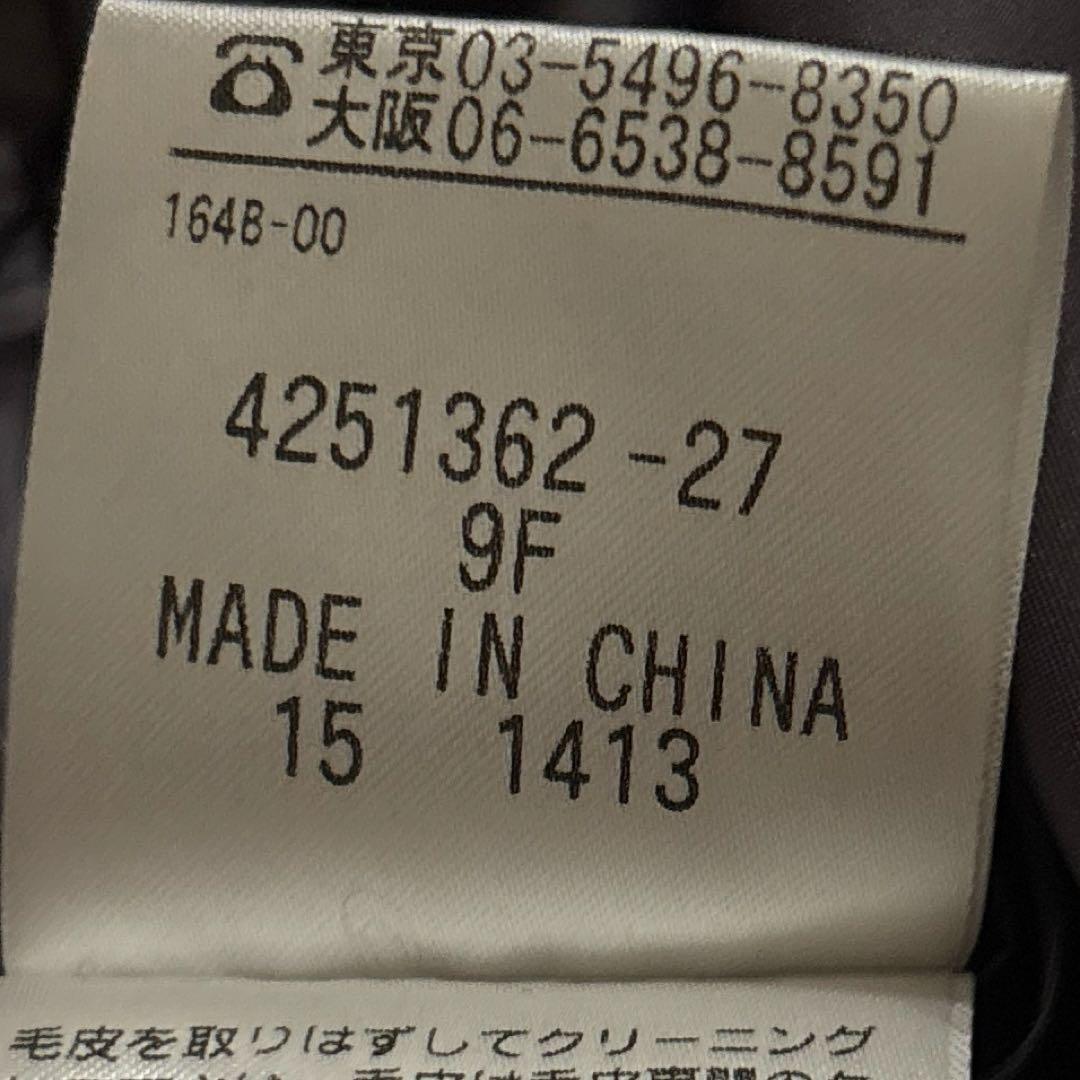 東京03-5496-8350
大阪06-6538-8591
164B-00
4251362-27
9F
MADE IN CHINA
15 1413
毛皮を取りはずしてクリーニング